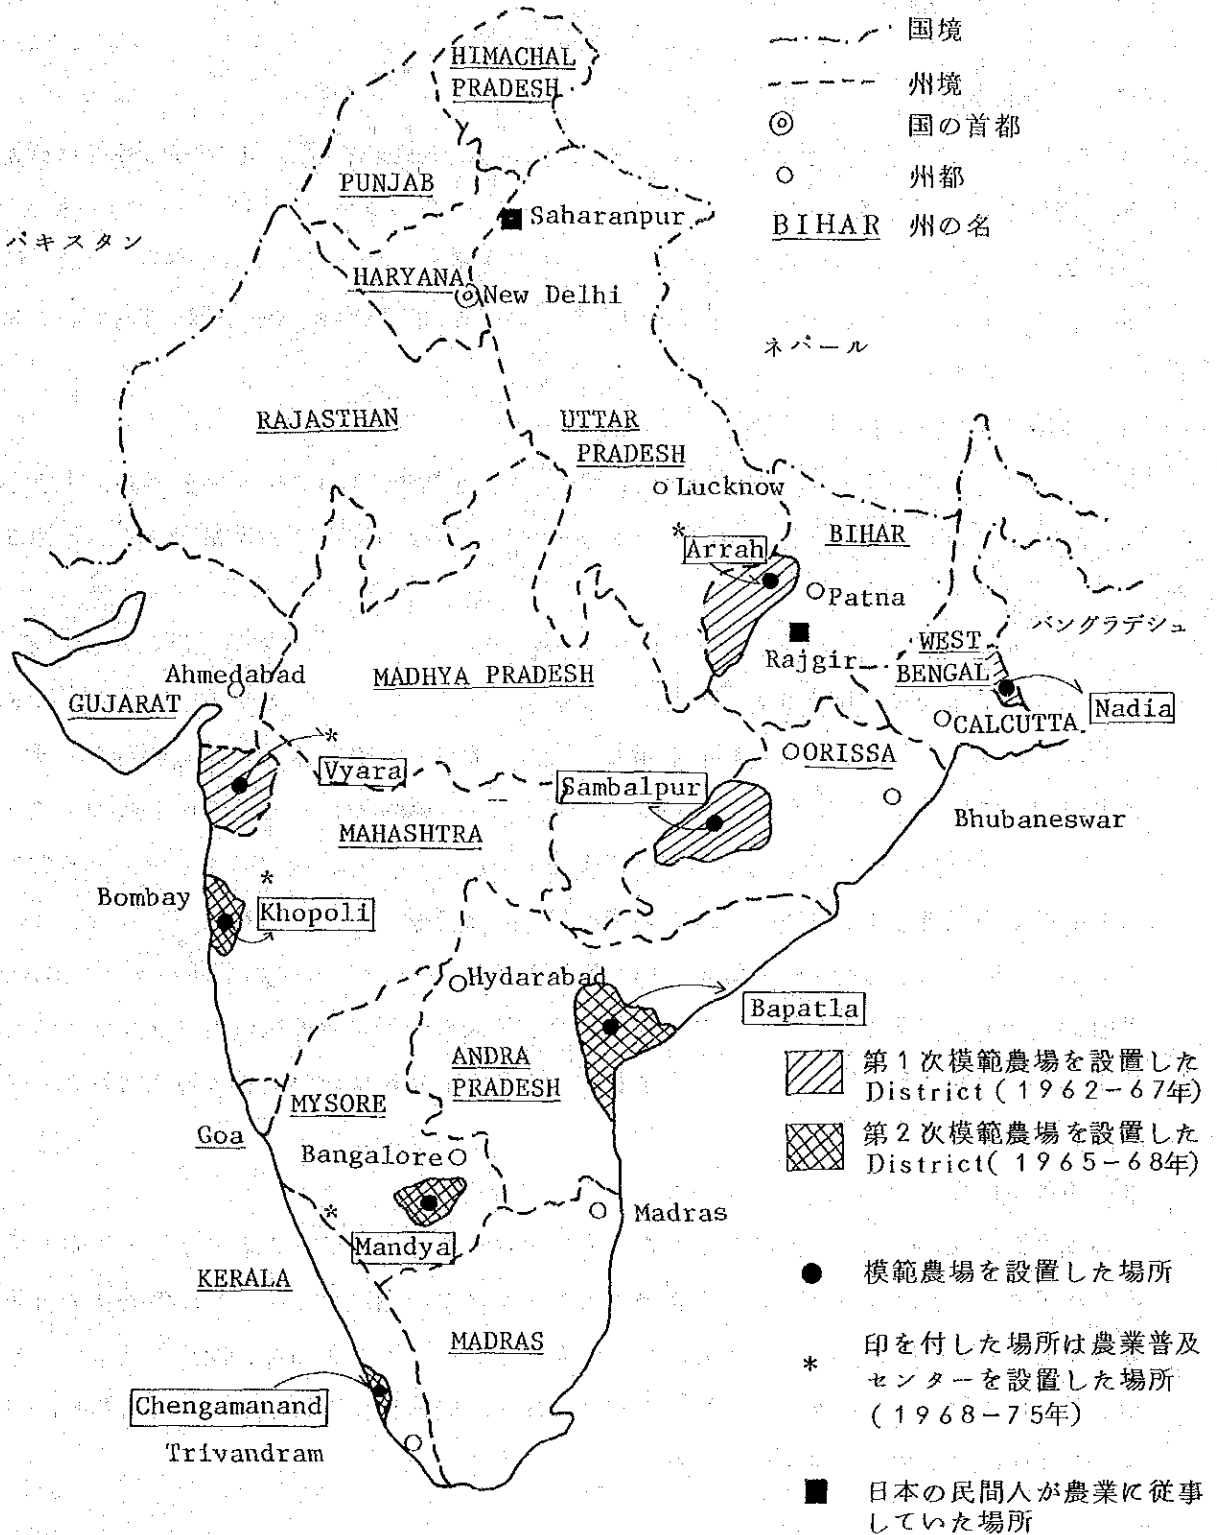 国境
HIMACHAL
PRADESH
州境
国の首都
PUNJAB
州都
Saharanpur
BIHAR 州の名
パキスタン
HARYANA
New Delhi
ネパール
RAJASTHAN
UTTAR
PRADESH
Lucknow
*
Arrah
BIHAR
Patna
バングラデシュ
WEST
BENGAL
Rajgir
Ahmedabad
MADHYA PRADESH
GUJARAT
Nadia
CALCUTTA
*
Vyara
ORISSA
Sambalpur
Bhubaneswar
MAHASHTRA
*
Bombay
Khopoli
Hydarabad
Bapatla
ANDRA
PRADESH
第1次模範農場を設置した
District(1962-67年)
MYSORE
Goa
第2次模範農場を設置した
District(1965-68年)
Bangalore
*
Madras
Mandya
KERALA
● 模範農場を設置した場所
MADRAS
* 印を付した場所は農業普及
センターを設置した場所
(1968-75年)
Chengamanand
Trivandram
■ 日本の民間人が農業に従事
していた場所